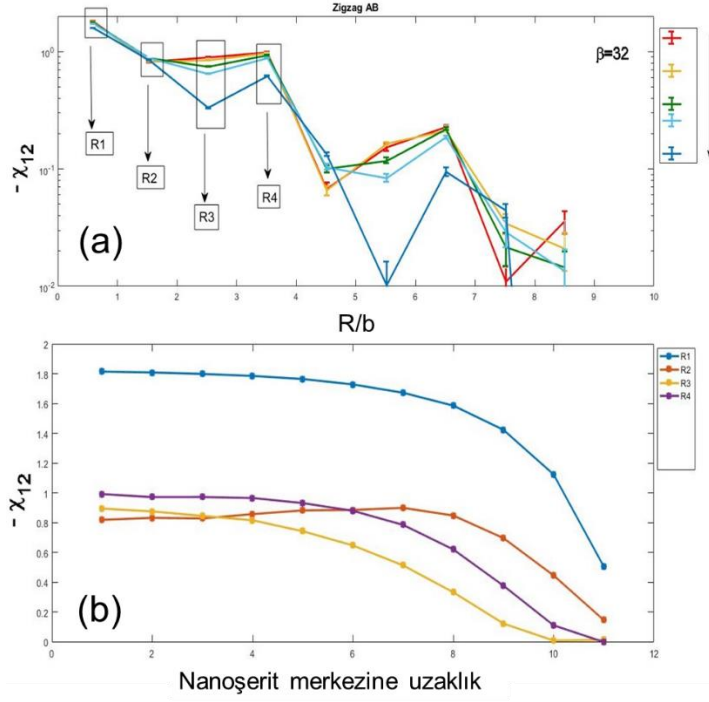 Zigzag AB
β=32
10⁰
10⁻¹
10⁻²
- χ₁₂
R1
R2
R3
R4
(a)
0 1 2 3 4 5 6 7 8 9 10
R/b
2
1.8
1.6
1.4
1.2
1
0.8
0.6
0.4
0.2
0
- χ₁₂
R1
R2
R3
R4
(b)
0 2 4 6 8 10 12
Nanoşerit merkezine uzaklık